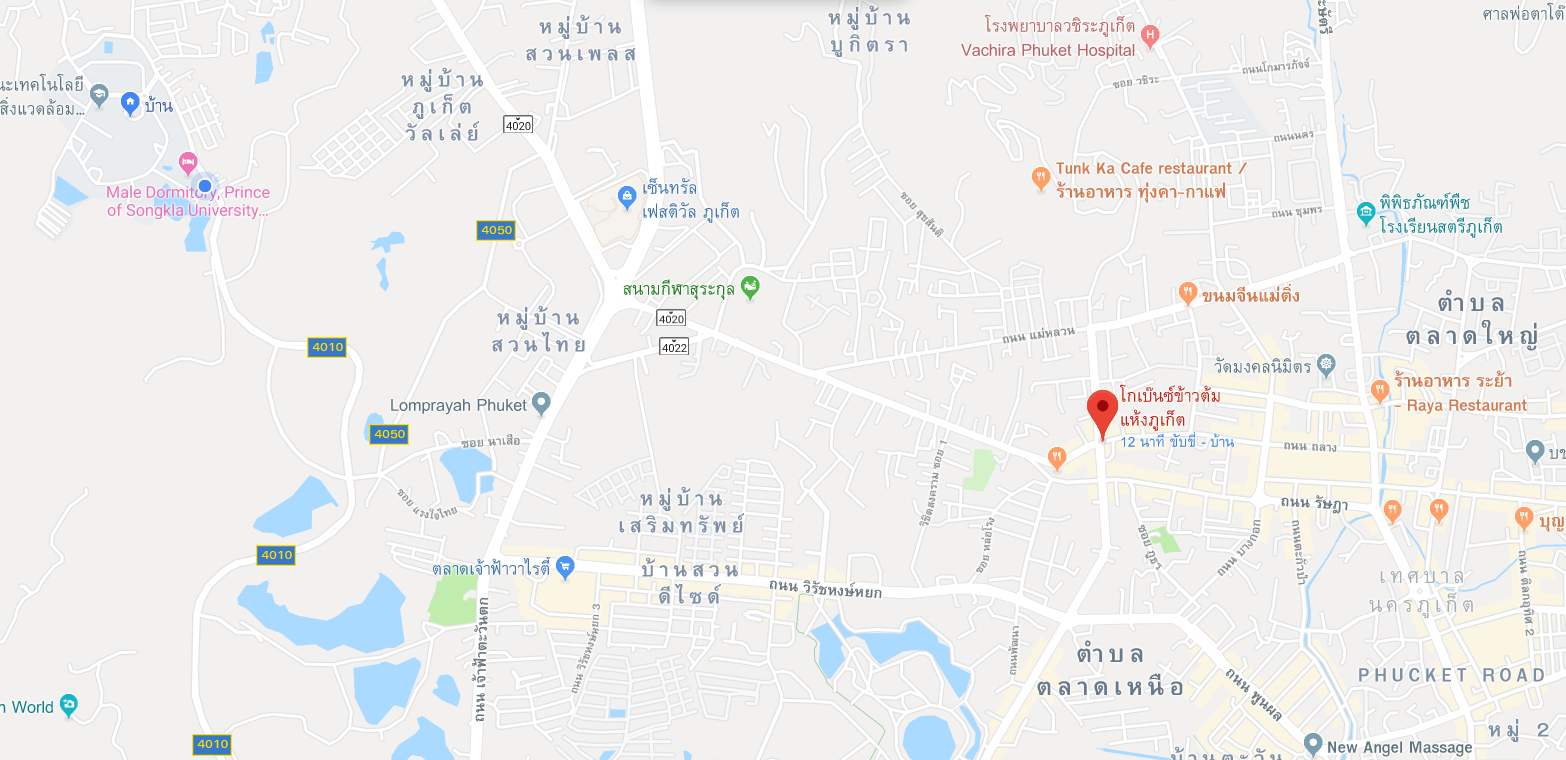 หมู่บ้าน
สวนเพลส
หมู่บ้าน
บูกิตรา
โรงพยาบาลวชิระภูเก็ต
Vachira Phuket Hospital
ศาลพ่อตาโต๊
หมู่บ้าน
ภูเก็ต
วัลเล่ย์
4020
ณะเทคโนโลยี
สิ่งแวดล้อม...
บ้าน
ซอย วชิระ
ถนนโกมารภัจจ์
ถนนนคร
Male Dormitory, Prince
of Songkla University...
เซ็นทรัล
เฟสติวัล ภูเก็ต
Tunk Ka Cafe restaurant /
ร้านอาหาร ทุ่งคา-กาแฟ
ซอย สุขสันติ์
ถนน ชุมพร
พิพิธภัณฑ์พืช
โรงเรียนสตรีภูเก็ต
4050
สนามกีฬาสุระกุล
ขนมจีนแม่ติ่ง
ตำบล
ตลาดใหญ่
หมู่บ้าน
สวนไทย
4020
4022
4010
ถนน แม่หลวน
วัดมงคลนิมิตร
ร้านอาหาร ระย้า
- Raya Restaurant
Lomprayah Phuket
โกเบ๊นซ์ข้าวต้ม
แห้งภูเก็ต
12 นาที ขับขี่ - บ้าน
4050
ซอย นาเสือ
ถนน ถลาง
บข
วิชิตสงคราม ซอย 1
ซอย แรงใจไทย
หมู่บ้าน
เสริมทรัพย์
ถนน รัษฎา
บุญ
ซอย หล่อโรง
ซอย ภูธร
ถนน บางกอก
ถนนตะกั่วป่า
4010
ตลาดเจ้าฟ้าวาไรตี้
บ้านสวน
ดีไซด์
ถนน วิรัชหงษ์หยก
เทศบาล
นครภูเก็ต
ถนน ดิลกอุทิศ 2
ถนน วิรัชหงษ์หยก 3
ถนนพัฒนา
ถนน เจ้าฟ้าตะวันตก
ตำบล
ตลาดเหนือ
ถนน พูนผล
PHUCKET ROAD
n World
หมู่ 2
4010
New Angel Massage
บ้านตะวัน